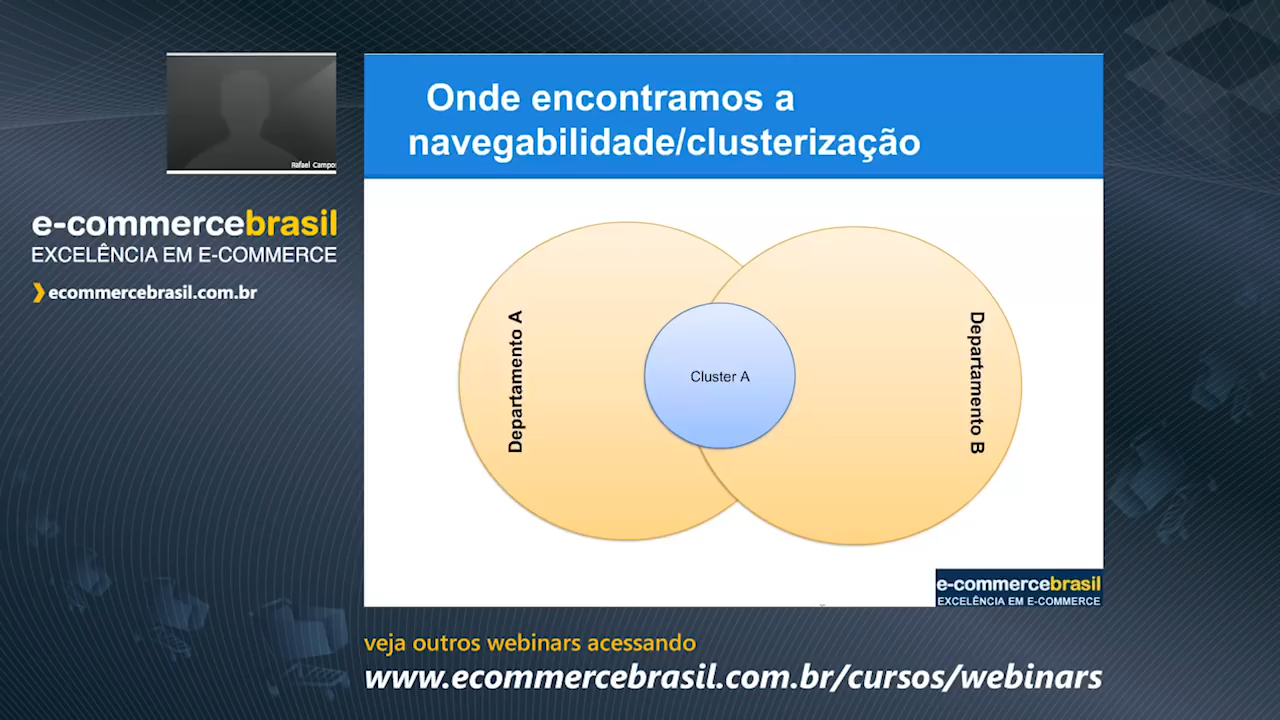 Rafael Campos
e-commercebrasil
EXCELÊNCIA EM E-COMMERCE
ecommercebrasil.com.br
Onde encontramos a
navegabilidade/clusterização
Departamento A
Cluster A
Departamento B
e-commercebrasil
EXCELÊNCIA EM E-COMMERCE
veja outros webinars acessando
www.ecommercebrasil.com.br/cursos/webinars